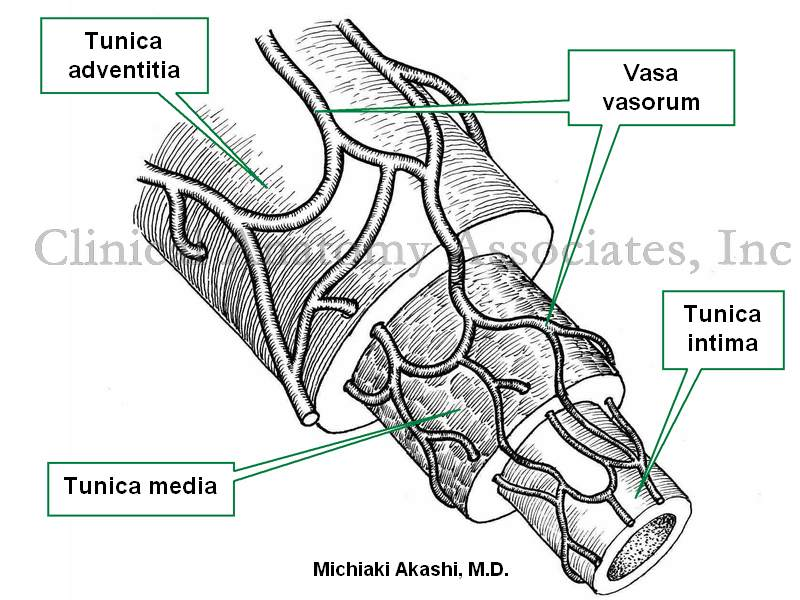 Tunica
adventitia
Vasa
vasorum
Clinical Anatomy Associates, Inc
Tunica
intima
Tunica media
Michiaki Akashi, M.D.